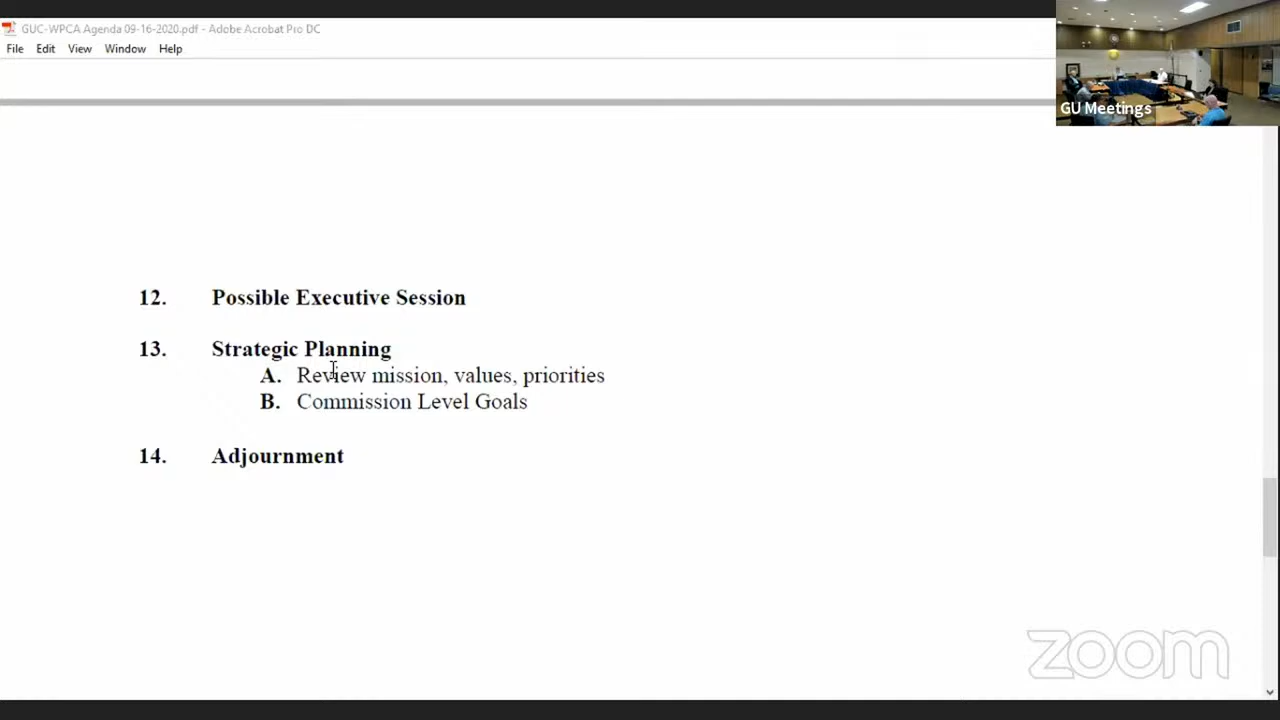 GUC-WPCA Agenda 09-16-2020.pdf - Adobe Acrobat Pro DC
File Edit View Window Help
GU Meetings
12. Possible Executive Session
13. Strategic Planning
A. Review mission, values, priorities
B. Commission Level Goals
14. Adjournment
zoom